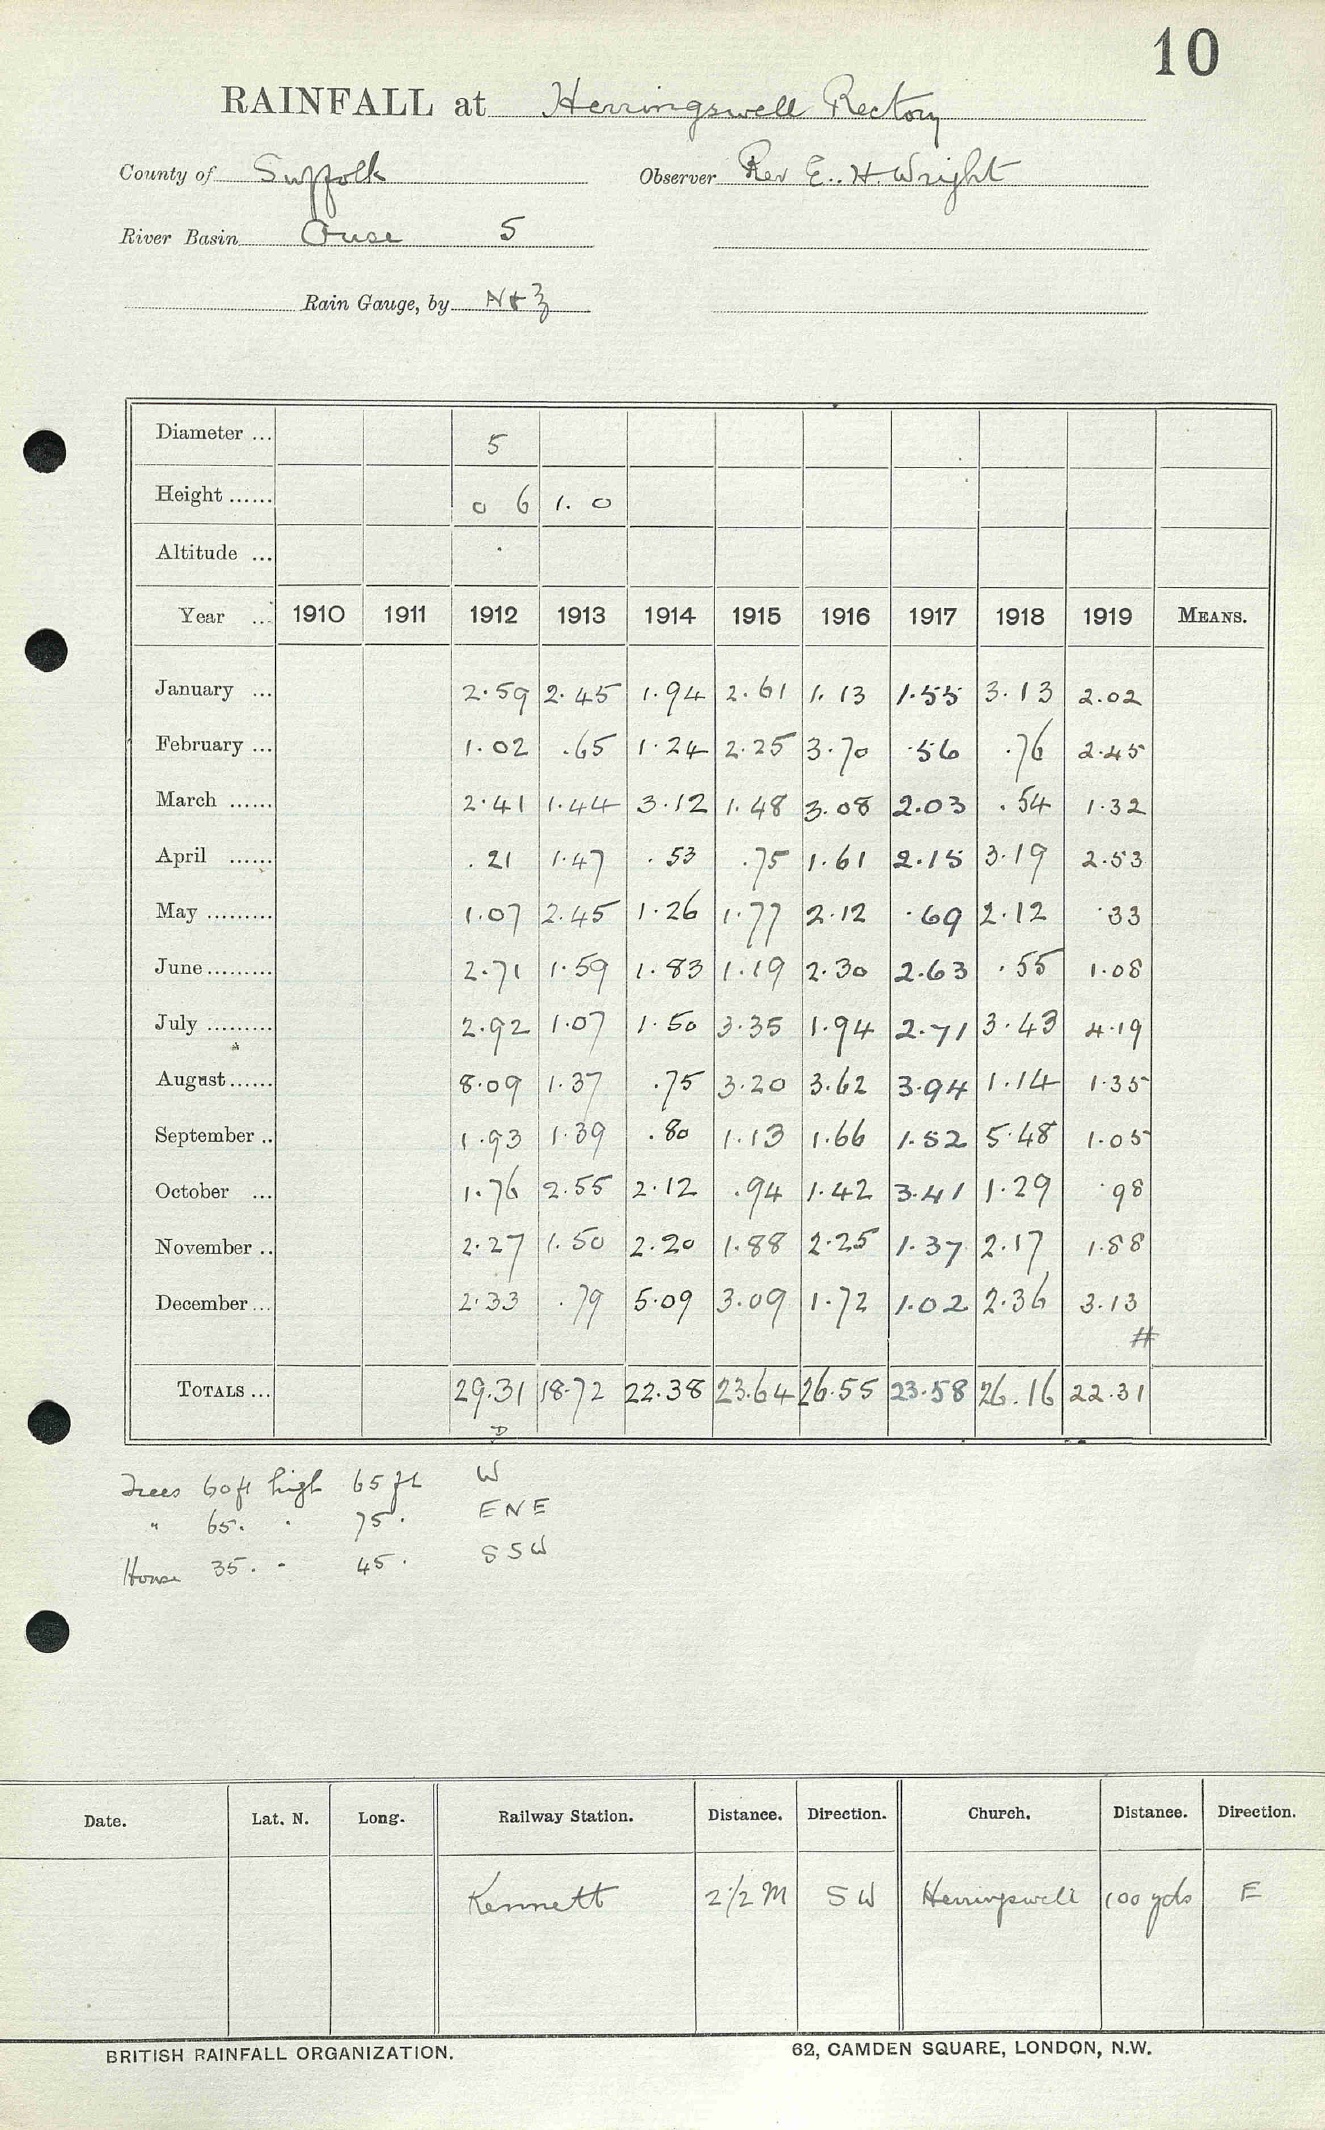 10
RAINFALL at Herringswell Rectory
County of Suffolk Observer Rev E. H. Wright
River Basin Ouse 5
Rain Gauge, by N & Z
Diameter ... 5
Height ...... 0 6 1. 0
Altitude ...
Year ... 1910 1911 1912 1913 1914 1915 1916 1917 1918 1919 MEANS.
January ... 2.59 2.45 1.94 2.61 1.13 1.55 3.13 2.02
February ... 1.02 .65 1.24 2.25 3.70 .56 .76 2.45
March ...... 2.41 1.44 3.12 1.48 3.08 2.03 .54 1.32
April ...... .21 1.47 .53 .75 1.61 2.15 3.19 2.53
May ......... 1.07 2.45 1.26 1.77 2.12 .69 2.12 .33
June ......... 2.71 1.59 1.83 1.19 2.30 2.63 .55 1.08
July ......... 2.92 1.07 1.50 3.35 1.94 2.71 3.43 4.19
August ...... 8.09 1.37 .75 3.20 3.62 3.94 1.14 1.35
September .. 1.93 1.39 .80 1.13 1.66 1.52 5.48 1.05
October ... 1.76 2.55 2.12 .94 1.42 3.41 1.29 .98
November .. 2.27 1.50 2.20 1.88 2.25 1.37 2.17 1.88
December ... 2.33 .79 5.09 3.09 1.72 1.02 2.36 3.13
#
TOTALS ... 29.31 18.72 22.38 23.64 26.55 23.58 26.16 22.31
D
Trees 60 ft high 65 ft W
" 65. " 75. ENE
House 35. " 45. SSW
Date. Lat. N. Long. Railway Station. Distance. Direction. Church. Distance. Direction.
Kennett 2 1/2 M SW Herringswell 100 yds E
BRITISH RAINFALL ORGANIZATION. 62, CAMDEN SQUARE, LONDON, N.W.